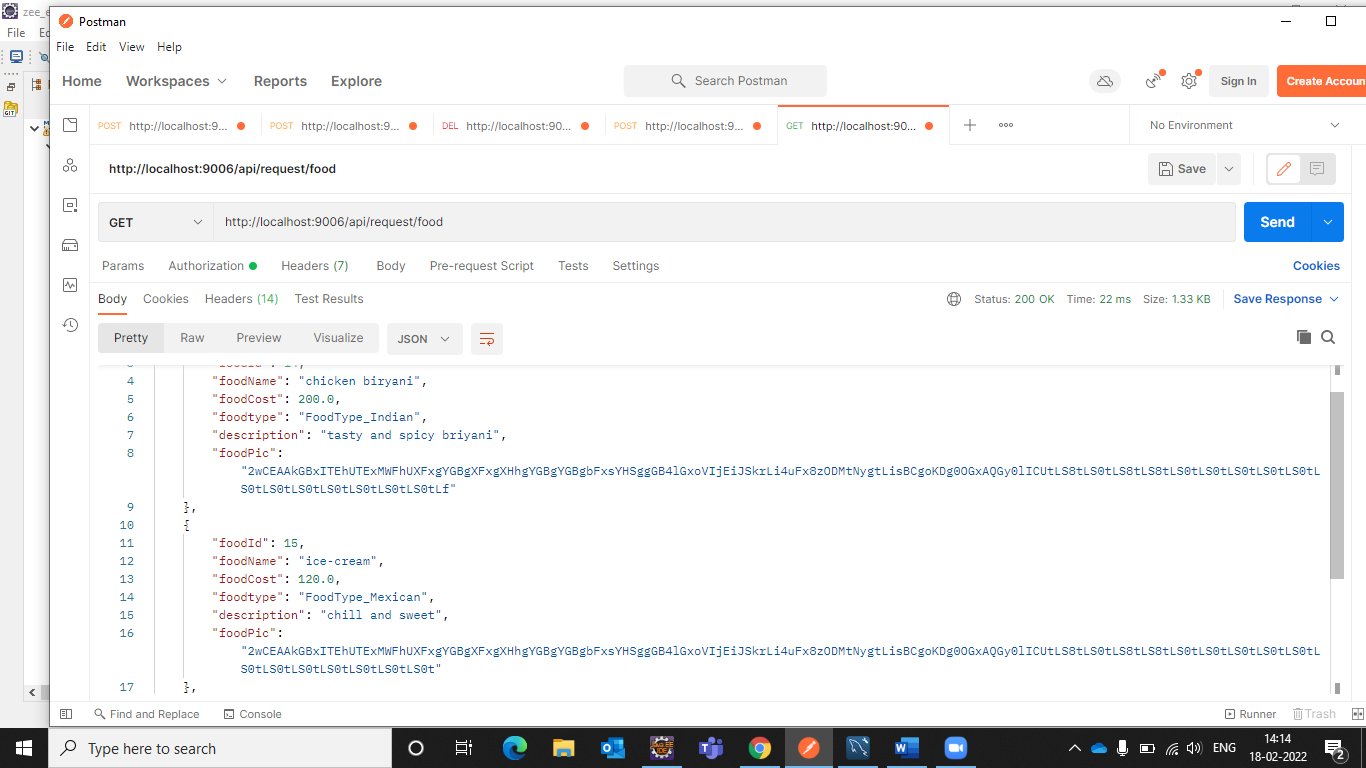 zee_e
Postman
File
File Edit View Help
Home Workspaces Reports Explore Search Postman Sign In Create Accoun
POST http://localhost:9... POST http://localhost:9... DEL http://localhost:90... POST http://localhost:9... GET http://localhost:90... No Environment
http://localhost:9006/api/request/food Save
GET http://localhost:9006/api/request/food Send
Params Authorization Headers (7) Body Pre-request Script Tests Settings Cookies
Body Cookies Headers (14) Test Results Status: 200 OK Time: 22 ms Size: 1.33 KB Save Response
Pretty Raw Preview Visualize JSON
4 "foodName": "chicken biryani",
5 "foodCost": 200.0,
6 "foodtype": "FoodType_Indian",
7 "description": "tasty and spicy briyani",
8 "foodPic":
"2wCEAAkGBxITEhUTExMWFhUXFxgYGBgXFxgXHhgYGBgYGBgbFxsYHSggGB4lGxoVIjEiJSkrLi4uFx8zODMtNygtLisBCgoKDg0OGxAQGy0lICUtLS8tLS0tLS8tLS8tLS0tLS0tLS0tLS0tLS0tL
S0tLS0tLS0tLS0tLS0tLS0tLf"
9 },
10 {
11 "foodId": 15,
12 "foodName": "ice-cream",
13 "foodCost": 120.0,
14 "foodtype": "FoodType_Mexican",
15 "description": "chill and sweet",
16 "foodPic":
"2wCEAAkGBxITEhUTExMWFhUXFxgYGBgXFxgXHhgYGBgYGBgbFxsYHSggGB4lGxoVIjEiJSkrLi4uFx8zODMtNygtLisBCgoKDg0OGxAQGy0lICUtLS8tLS0tLS8tLS8tLS0tLS0tLS0tLS0tLS0tL
S0tLS0tLS0tLS0tLS0tLS0t"
17 },
Find and Replace Console Runner Trash
Type here to search ENG 14:14
18-02-2022
2